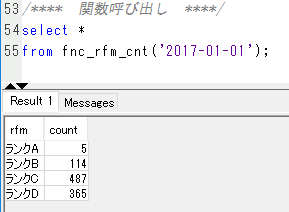 53 /**** 関数呼び出し ****/
54 select *
55 from fnc_rfm_cnt('2017-01-01');
Result 1 Messages
rfm count
ランクA 5
ランクB 114
ランクC 487
ランクD 365